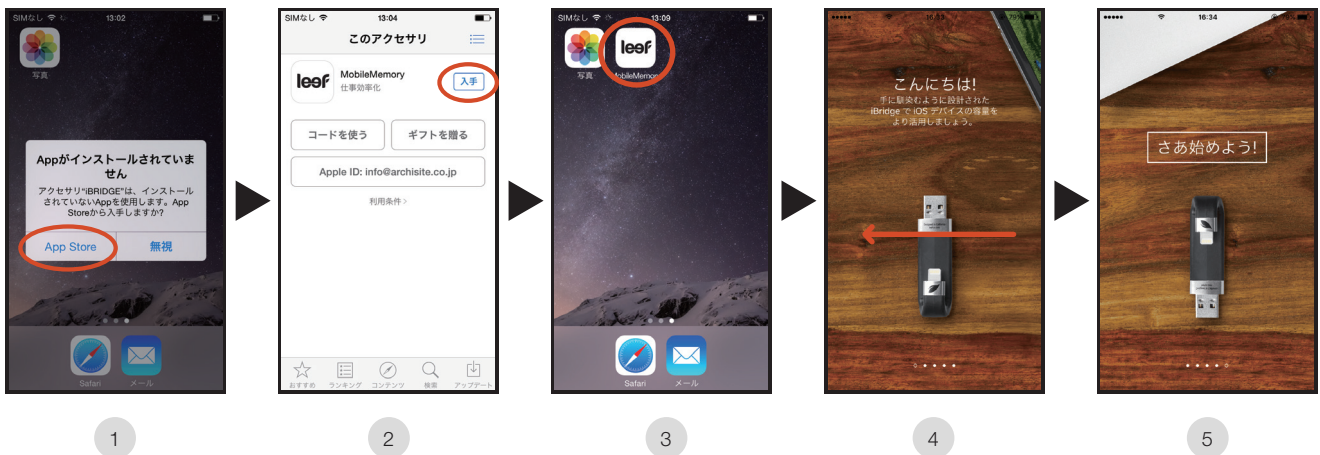 SIMなし
13:02
写真
Appがインストールされていま
せん
アクセサリ"iBRIDGE"は、インストール
されていないAppを使用します。App
Storeから入手しますか?
App Store
無視
Safari
メール
1
SIMなし
13:04
このアクセサリ
leef
MobileMemory
仕事効率化
入手
コードを使う
ギフトを贈る
Apple ID: info@archisite.co.jp
利用条件 >
おすすめ
ランキング
コンテンツ
検索
アップデート
2
SIMなし
13:09
leef
写真
MobileMemory
Safari
メール
3
こんにちは!
手に馴染むように設計された
iBridge で iOS デバイスの容量を
より活用しましょう。
4
16:34
さあ始めよう!
5